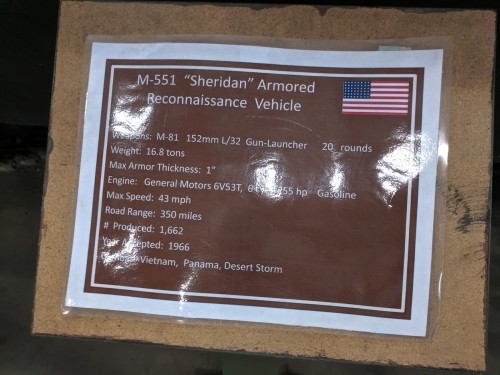 M-551 "Sheridan" Armored
Reconnaissance Vehicle
Weapons: M-81 152mm L/32 Gun-Launcher 20 rounds
Weight: 16.8 tons
Max Armor Thickness: 1"
Engine: General Motors 6V53T, 255 hp Gasoline
Max Speed: 43 mph
Road Range: 350 miles
# Produced: 1,662
Year Accepted: 1966
Vietnam, Panama, Desert Storm